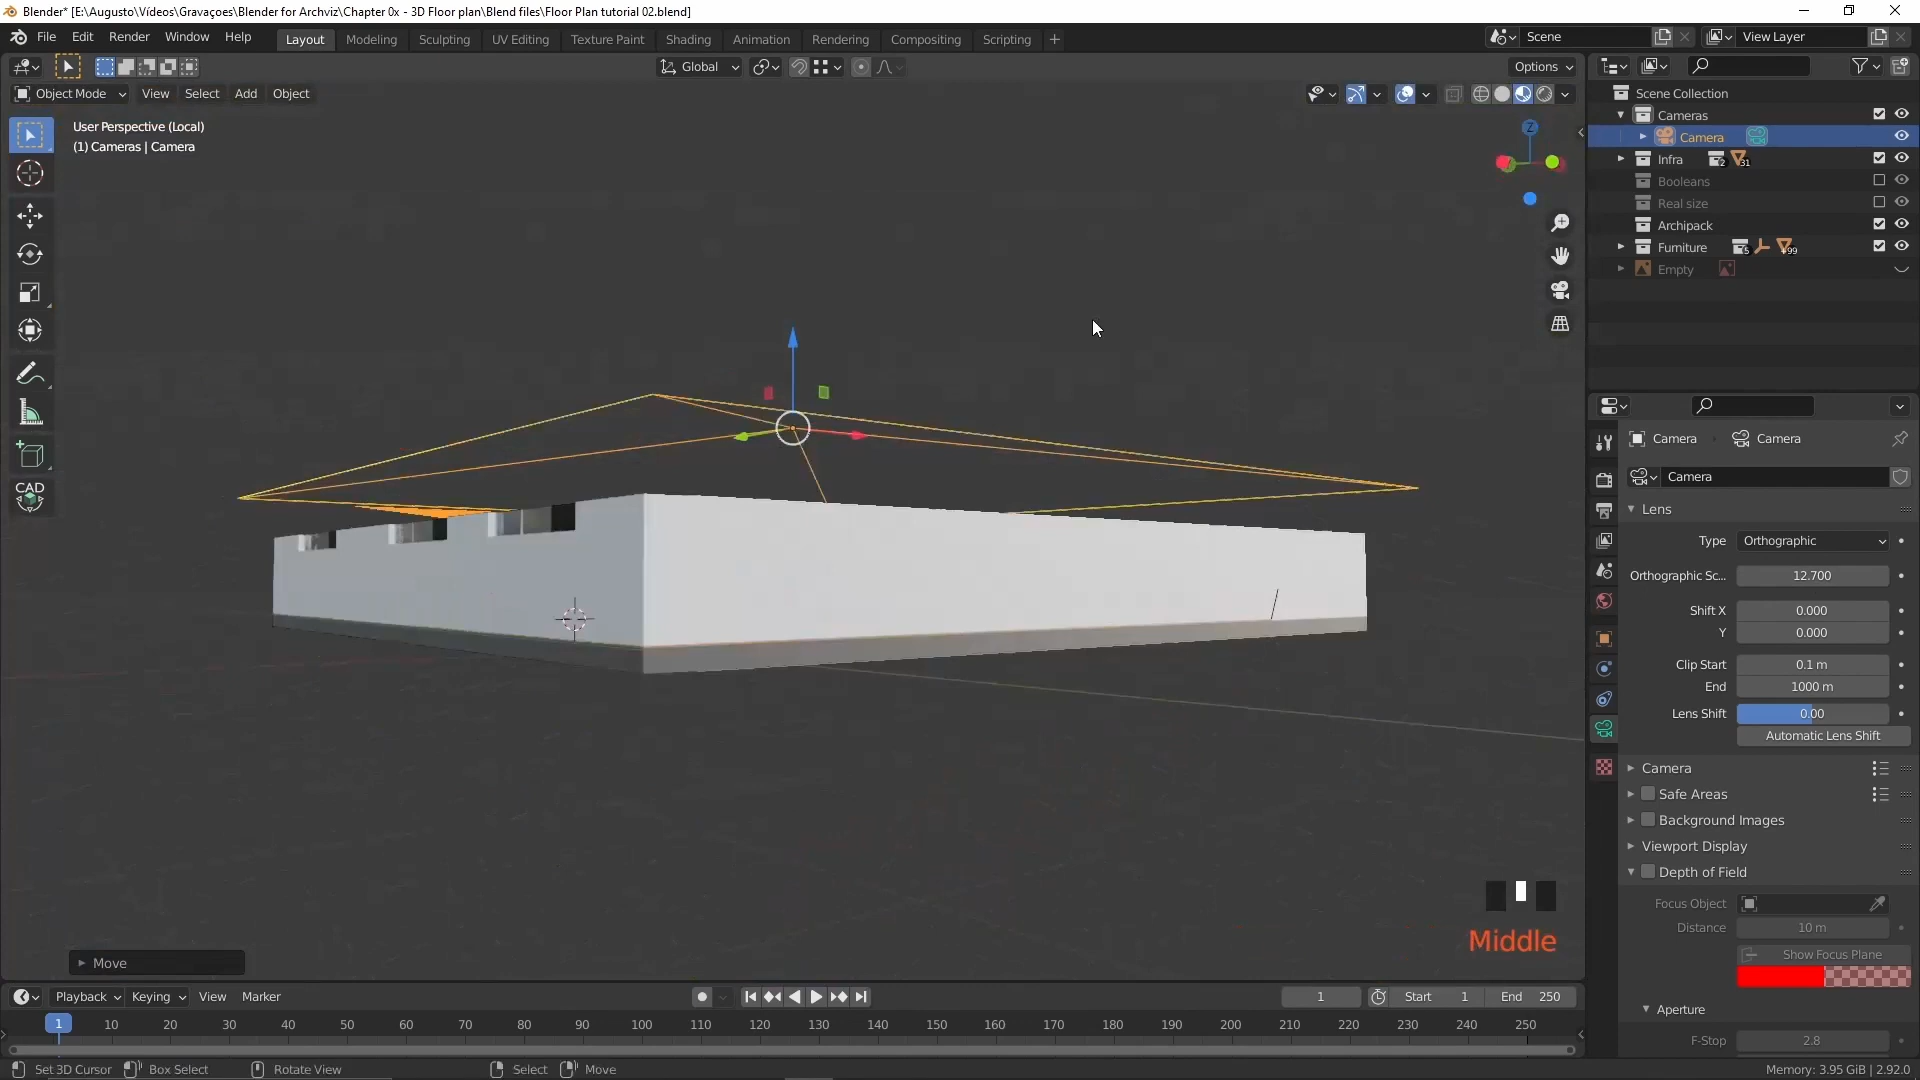 Blender* [E:\Augusto\Vídeos\Gravaçoes\Blender for Archviz\Chapter 0x - 3D Floor plan\Blend files\Floor Plan tutorial 02.blend]
File Edit Render Window Help Layout Modeling Sculpting UV Editing Texture Paint Shading Animation Rendering Compositing Scripting + Scene View Layer
Global Options
Object Mode View Select Add Object
Scene Collection
Cameras
Camera
Infra 2 31
Booleans
Real size
Archipack
Furniture 5 +99
Empty
User Perspective (Local)
(1) Cameras | Camera
Z
CAD
Camera Camera
Camera
Lens
Type Orthographic
Orthographic Sc... 12.700
Shift X 0.000
Y 0.000
Clip Start 0.1 m
End 1000 m
Lens Shift 0.00
Automatic Lens Shift
Camera
Safe Areas
Background Images
Viewport Display
Depth of Field
Focus Object
Distance 10 m
Show Focus Plane
Aperture
F-Stop 2.8
Middle
Move
Playback Keying View Marker 1 Start 1 End 250
1 10 20 30 40 50 60 70 80 90 100 110 120 130 140 150 160 170 180 190 200 210 220 230 240 250
Set 3D Cursor Box Select Rotate View Select Move Memory: 3.95 GiB | 2.92.0